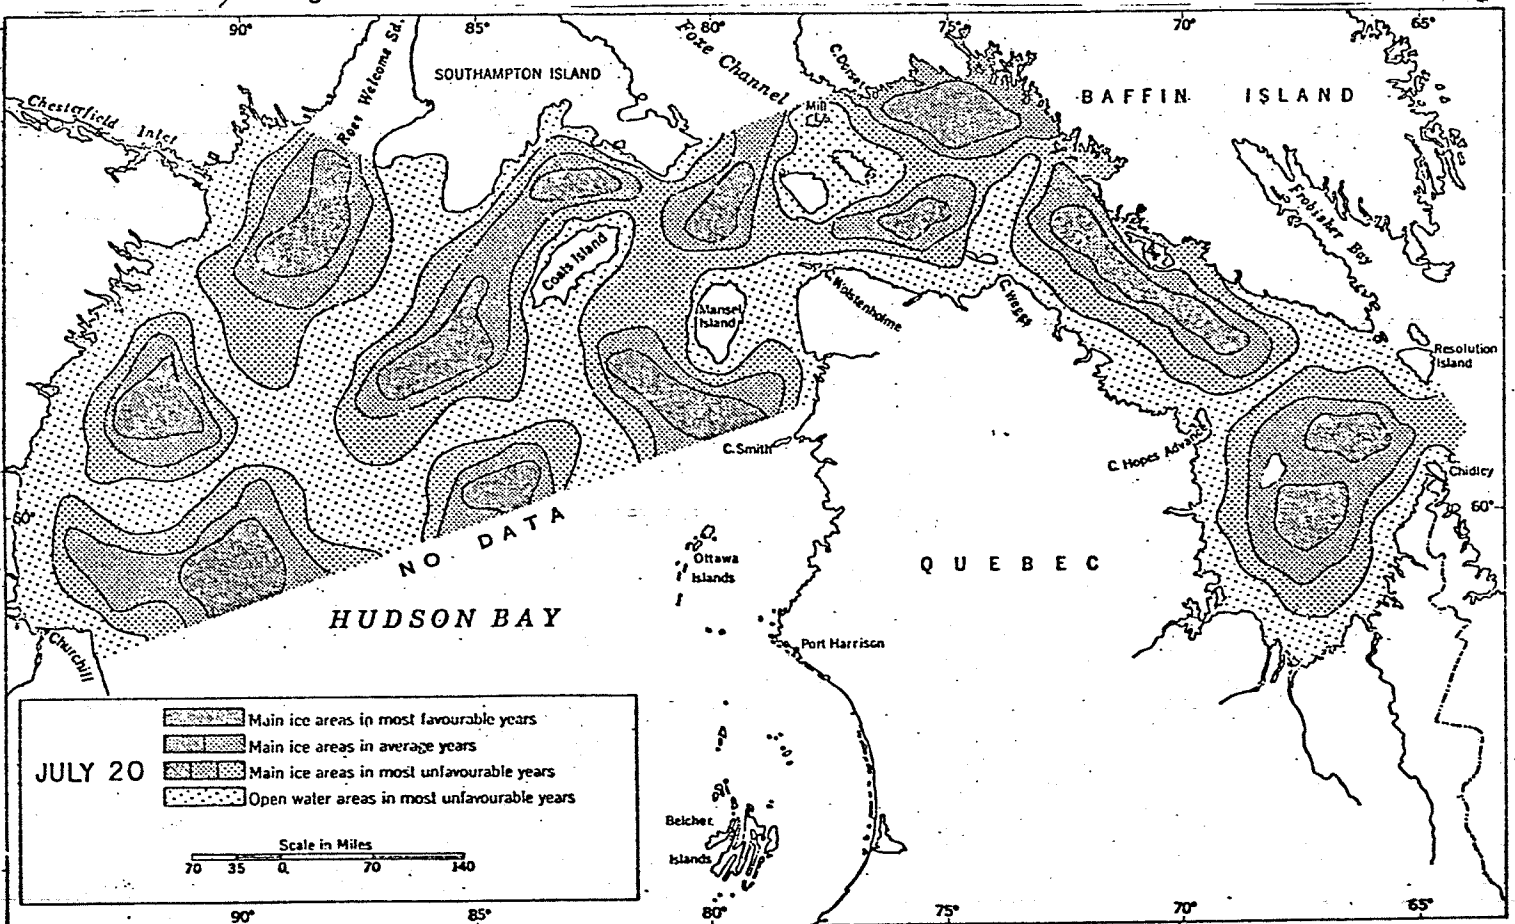 90°
85°
80°
75°
70°
65°
Roes Welcome Sd.
SOUTHAMPTON ISLAND
Foxe Channel
C. Dorset
BAFFIN ISLAND
Chesterfield Inlet
Mill
Frobisher Bay
Coats Island
Mansel
Island
C. Wolstenholme
C. Weggs
Resolution
Island
C. Smith
C. Hopes Advance
Chidley
60°
60°
NO DATA
Ottawa
Islands
QUEBEC
HUDSON BAY
Churchill
Port Harrison
JULY 20
Main ice areas in most favourable years
Main ice areas in average years
Main ice areas in most unfavourable years
Open water areas in most unfavourable years
Scale in Miles
70 35 0 70 140
Belcher
Islands
90°
85°
80°
75°
70°
65°